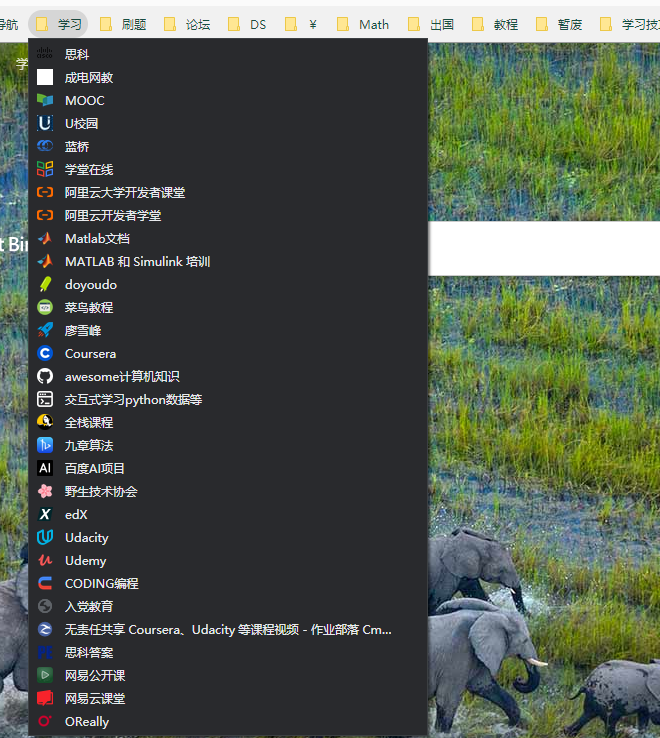 导航 学习 刷题 论坛 DS ¥ Math 出国 教程 暂废 学习技
学
思科
成电网教
MOOC
U校园
蓝桥
学堂在线
阿里云大学开发者课堂
阿里云开发者学堂
Matlab文档
t Bi
MATLAB 和 Simulink 培训
doyoudo
菜鸟教程
廖雪峰
Coursera
awesome计算机知识
交互式学习python数据等
全栈课程
九章算法
百度AI项目
野生技术协会
edX
Udacity
Udemy
CODING编程
入党教育
无责任共享 Coursera、Udacity 等课程视频 - 作业部落 Cm...
思科答案
网易公开课
网易云课堂
OReally